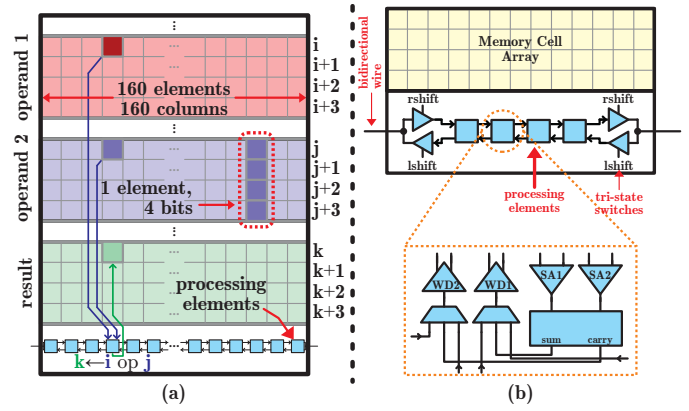 operand 1
i
i+1
i+2
i+3
160 elements
160 columns
operand 2
j
j+1
j+2
j+3
1 element,
4 bits
result
k
k+1
k+2
k+3
processing
elements
k←i op j
(a)
bidirectional
wire
Memory Cell
Array
rshift
rshift
lshift
lshift
processing
elements
tri-state
switches
WD2
WD1
SA1
SA2
sum
carry
(b)